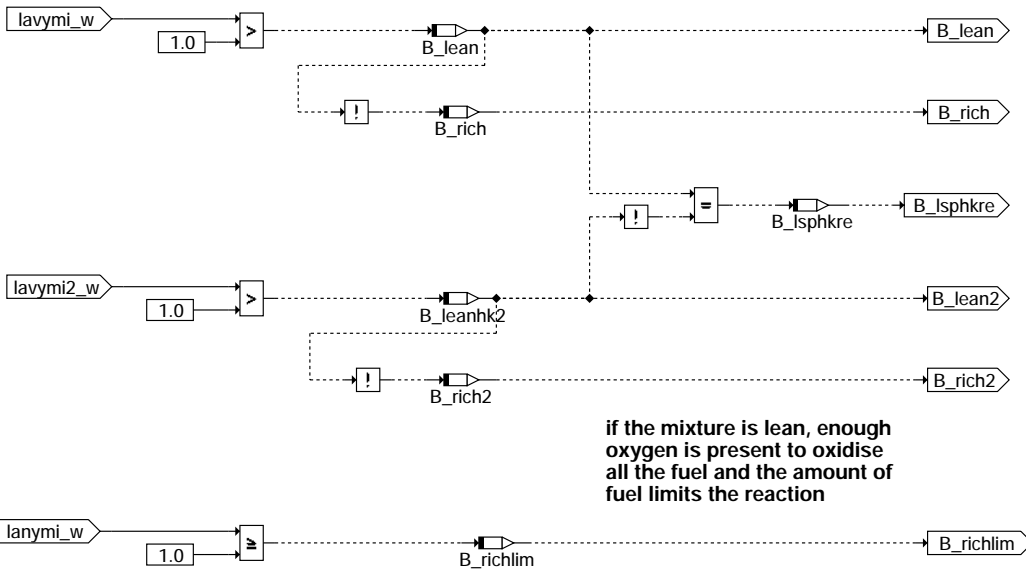 lavymi_w
1.0
>
B_lean
B_lean
!
B_rich
B_rich
=
!
B_lsphkre
B_lsphkre
lavymi2_w
1.0
>
B_leanhk2
B_lean2
!
B_rich2
B_rich2
if the mixture is lean, enough
oxygen is present to oxidise
all the fuel and the amount of
fuel limits the reaction
lanymi_w
1.0
≥
B_richlim
B_richlim